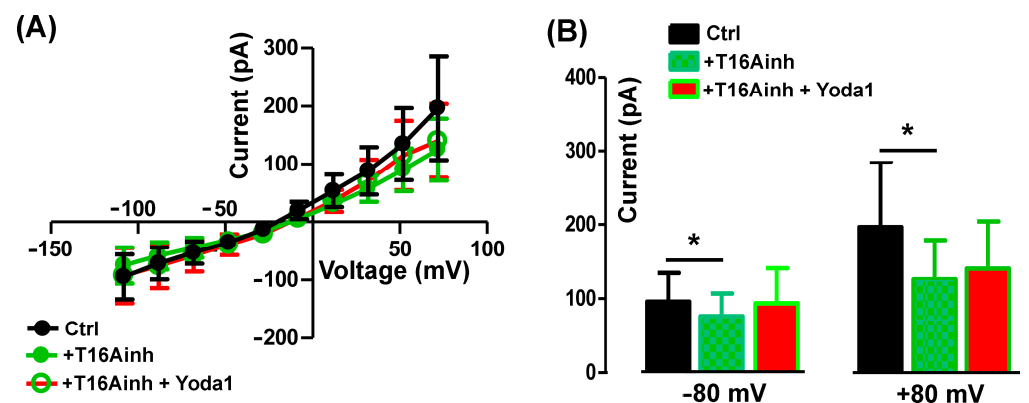 (A)
Current (pA)
300
200
100
−150
−100
−50
50
100
−100
−200
Voltage (mV)
Ctrl
+T16Ainh
+T16Ainh + Yoda1
(B)
Ctrl
+T16Ainh
+T16Ainh + Yoda1
Current (pA)
400
300
200
100
0
*
*
−80 mV
+80 mV